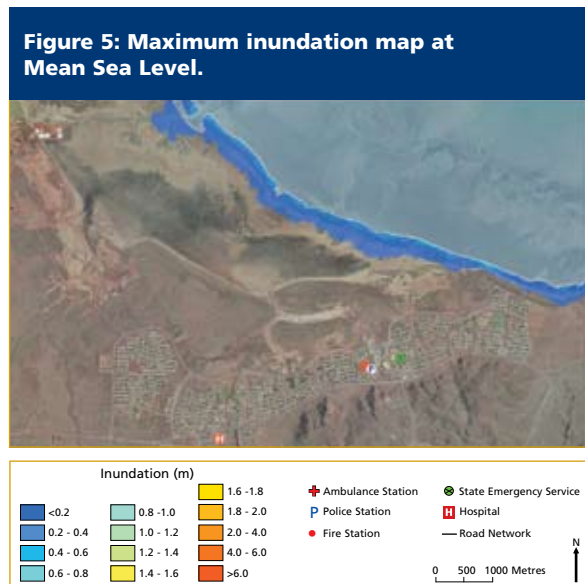 Figure 5: Maximum inundation map at
Mean Sea Level.
H
Inundation (m)
<0.2
0.2 - 0.4
0.4 - 0.6
0.6 - 0.8
0.8 -1.0
1.0 - 1.2
1.2 - 1.4
1.4 - 1.6
1.6 -1.8
1.8 - 2.0
2.0 - 4.0
4.0 - 6.0
>6.0
Ambulance Station
P Police Station
Fire Station
State Emergency Service
H Hospital
Road Network
0 500 1000 Metres
N